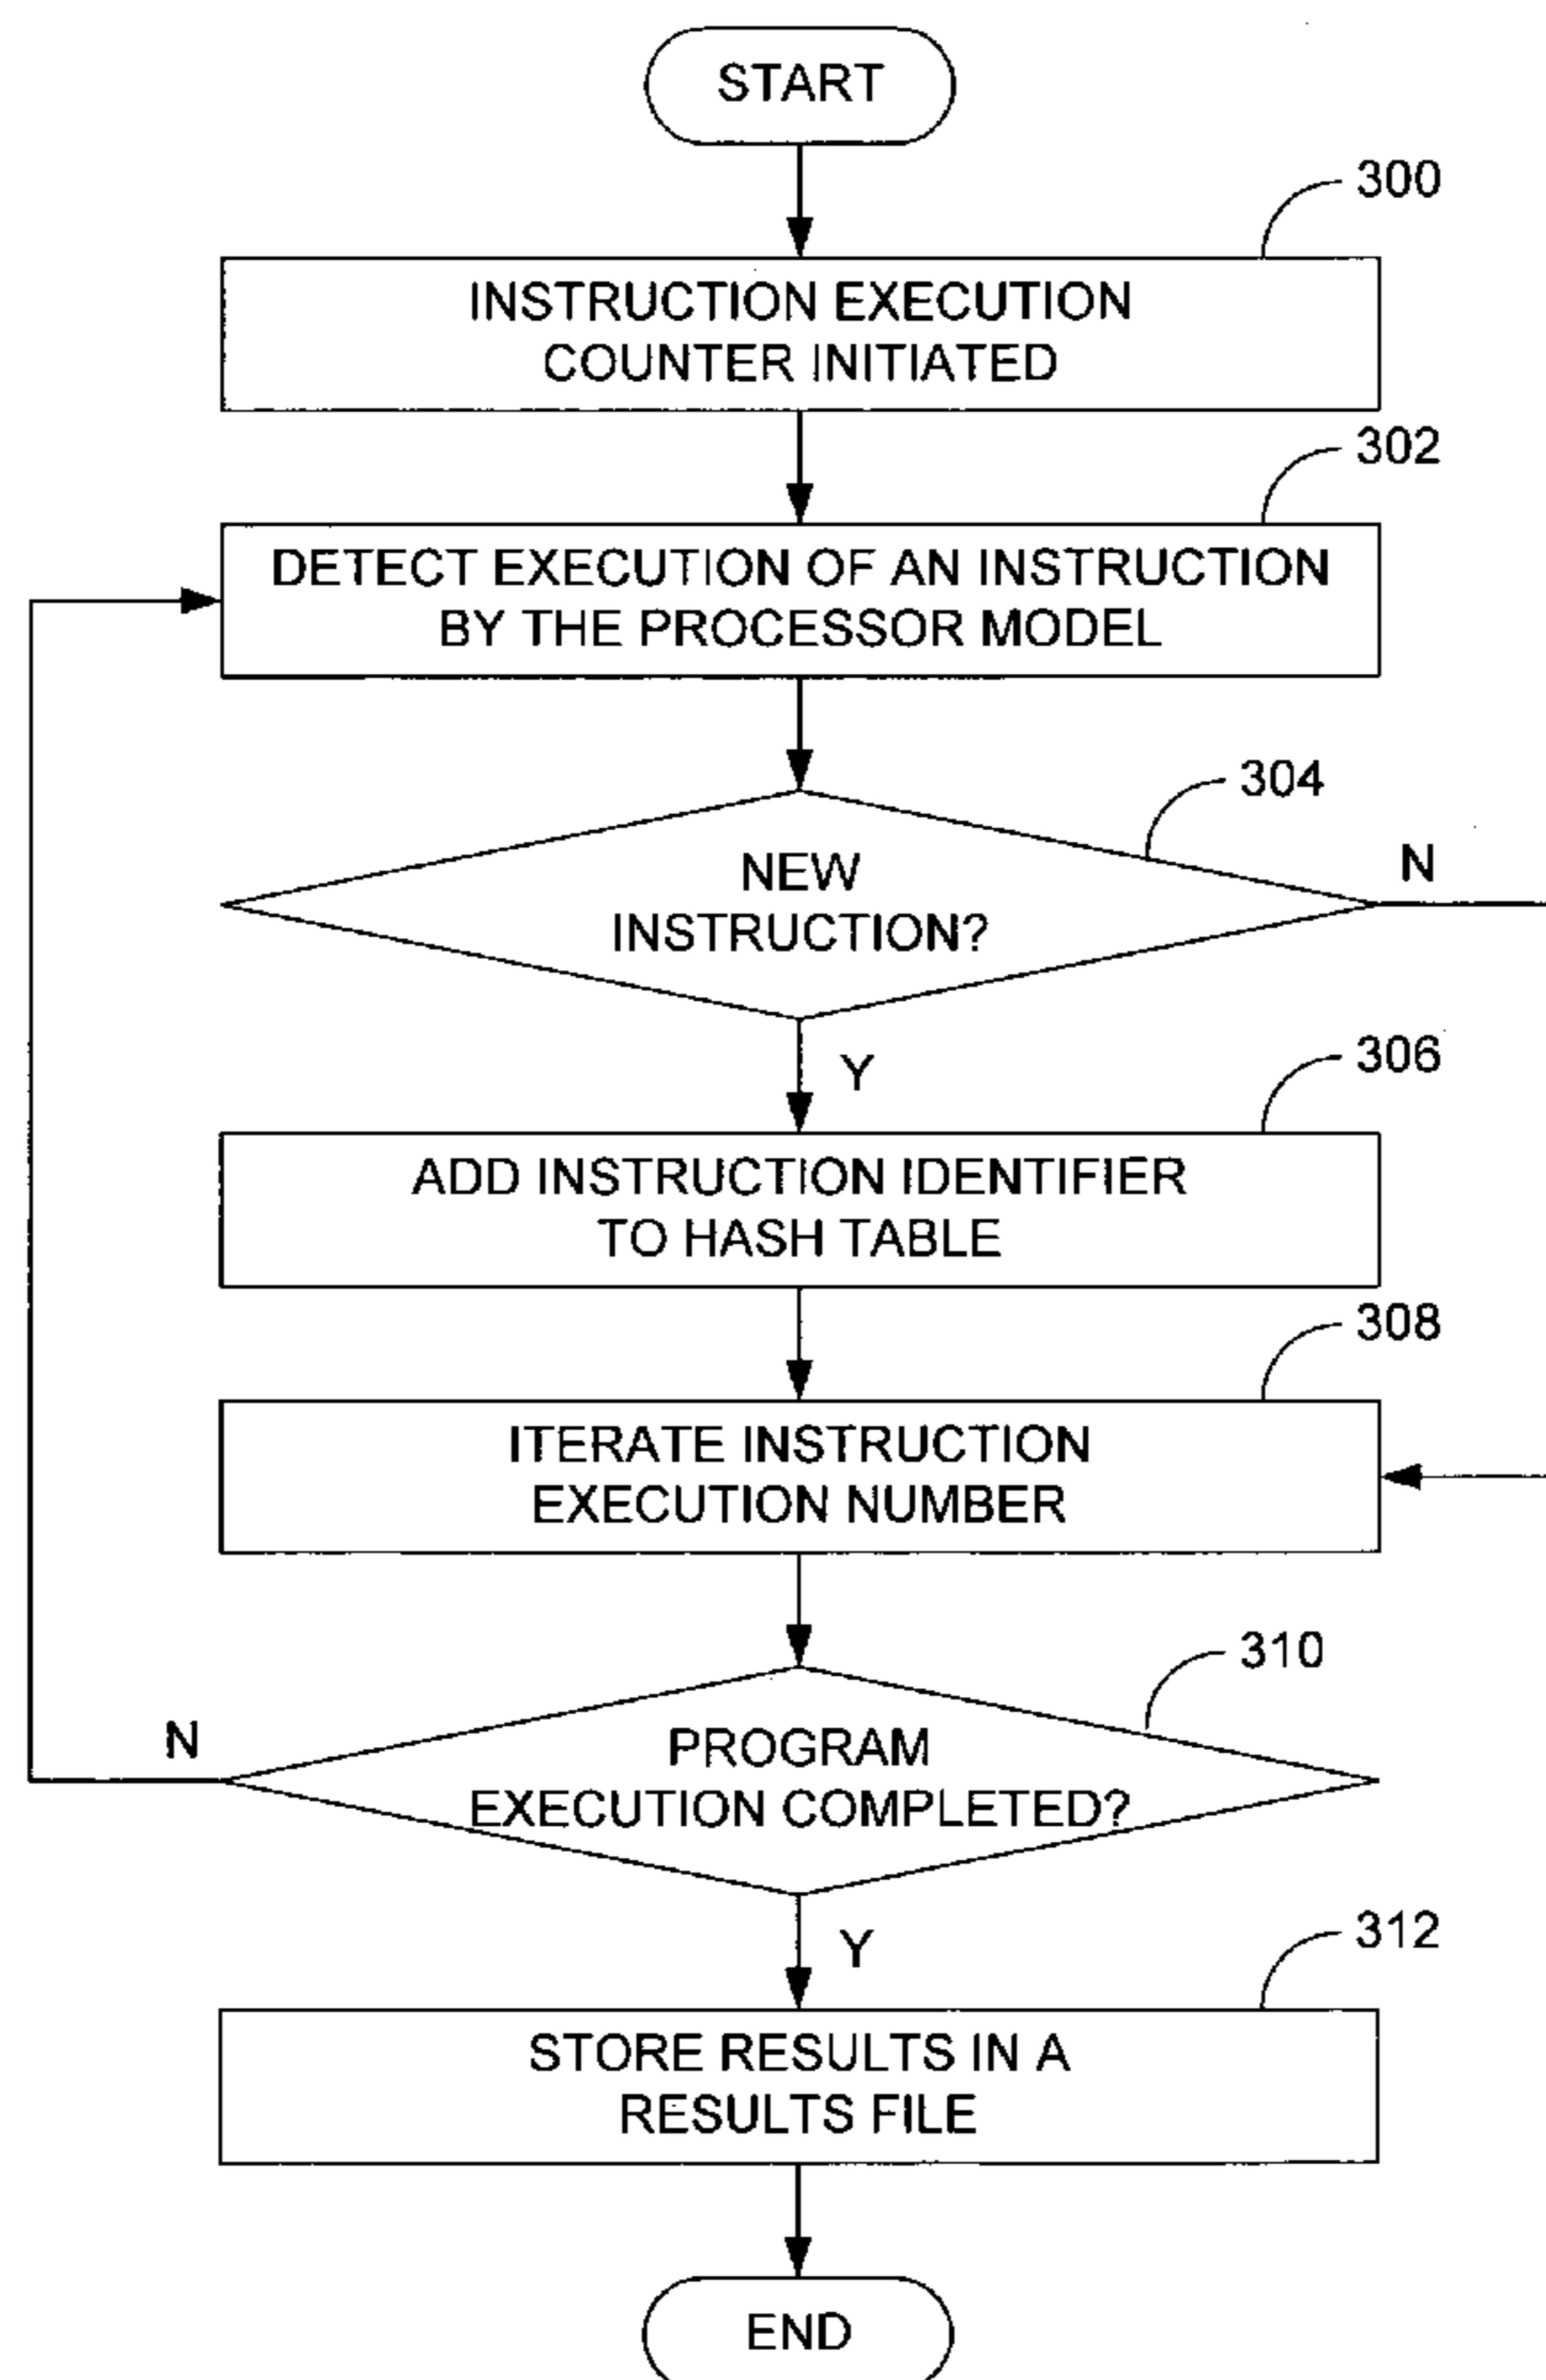 START
300
INSTRUCTION EXECUTION
COUNTER INITIATED
302
DETECT EXECUTION OF AN INSTRUCTION
BY THE PROCESSOR MODEL
304
NEW
INSTRUCTION?
N
Y
306
ADD INSTRUCTION IDENTIFIER
TO HASH TABLE
308
ITERATE INSTRUCTION
EXECUTION NUMBER
310
PROGRAM
EXECUTION COMPLETED?
N
Y
312
STORE RESULTS IN A
RESULTS FILE
END